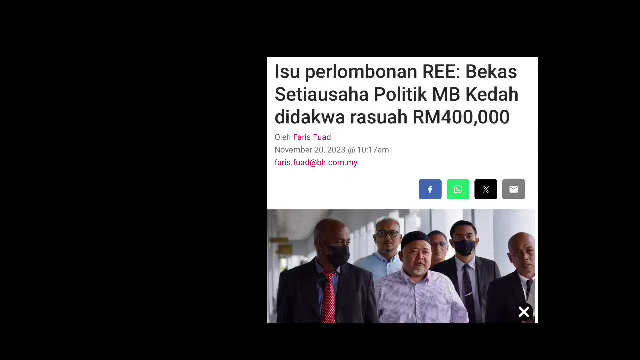 Isu perlombonan REE: Bekas
Setiausaha Politik MB Kedah
didakwa rasuah RM400,000
Oleh Faris Fuad
November 20, 2023 @ 10:17am
faris.fuad@bh.com.my